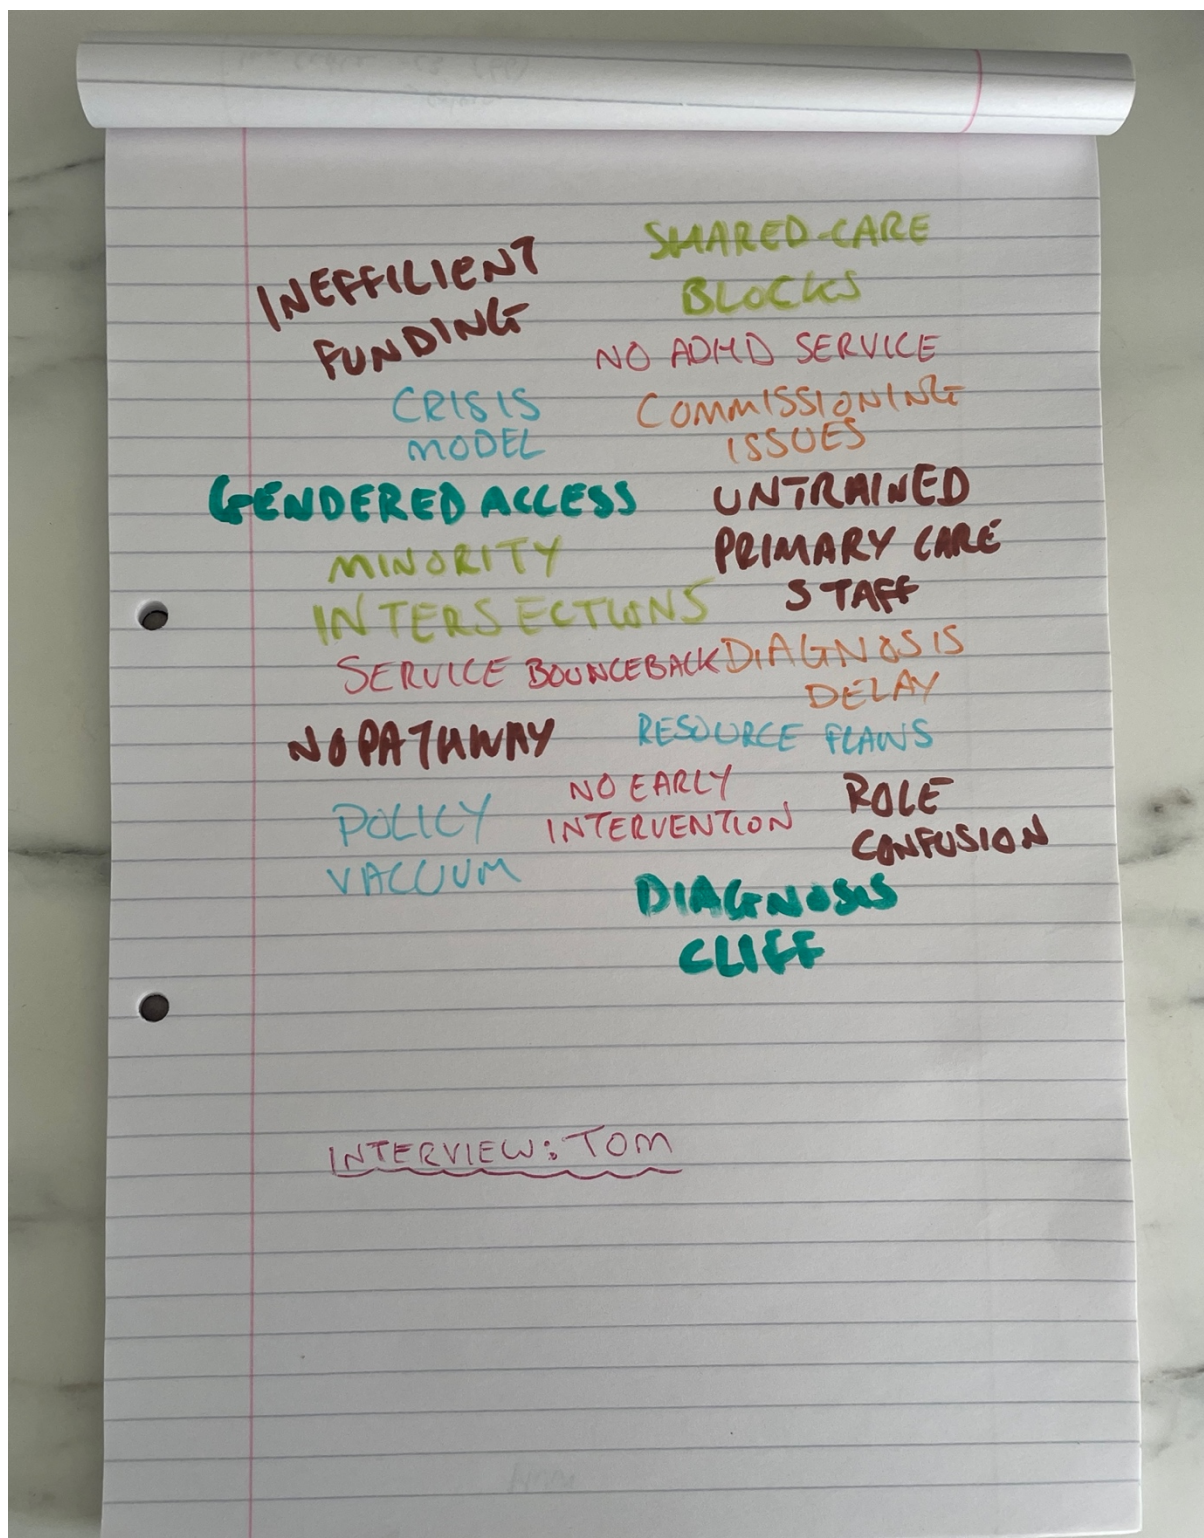 INEFFICIENT
FUNDING
SHARED-CARE
BLOCKS
NO ADHD SERVICE
CRISIS
MODEL
COMMISSIONING
ISSUES
GENDERED ACCESS
UNTRAINED
PRIMARY CARE
STAFF
MINORITY
INTERSECTIONS
SERVICE BOUNCEBACK
DIAGNOSIS
DELAY
NO PATHWAY
RESOURCE FLAWS
NO EARLY
INTERVENTION
ROLE
CONFUSION
POLICY
VACUUM
DIAGNOSIS
CLIFF
INTERVIEW: TOM